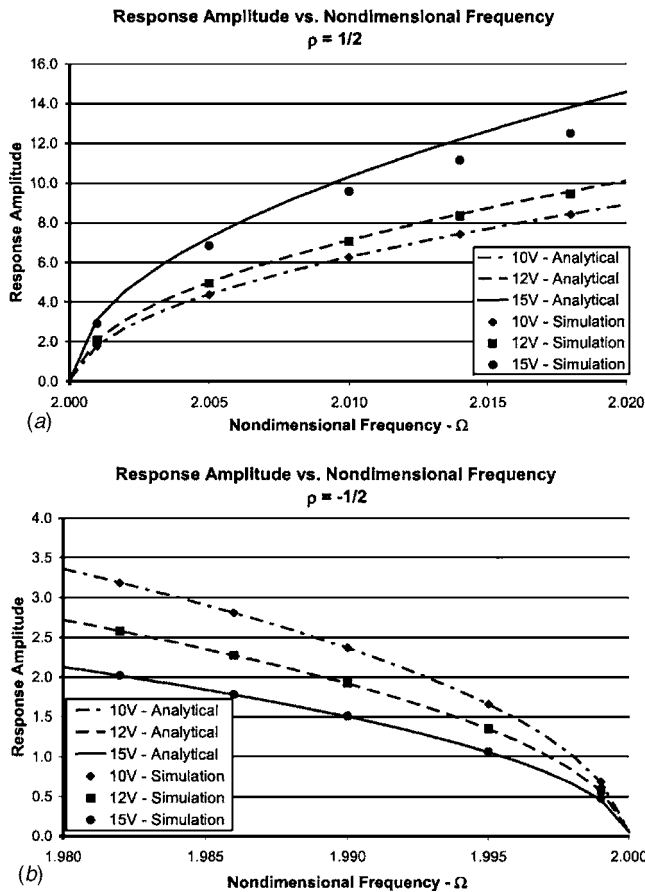 Response Amplitude vs. Nondimensional Frequency
ρ = 1/2
16.0
14.0
12.0
10.0
8.0
6.0
4.0
2.0
0.0
Response Amplitude
10V - Analytical
12V - Analytical
15V - Analytical
10V - Simulation
12V - Simulation
15V - Simulation
2.000 2.005 2.010 2.015 2.020
(a)
Nondimensional Frequency - Ω
Response Amplitude vs. Nondimensional Frequency
ρ = -1/2
4.0
3.5
3.0
2.5
2.0
1.5
1.0
0.5
0.0
Response Amplitude
10V - Analytical
12V - Analytical
15V - Analytical
10V - Simulation
12V - Simulation
15V - Simulation
1.980 1.985 1.990 1.995 2.000
(b)
Nondimensional Frequency - Ω